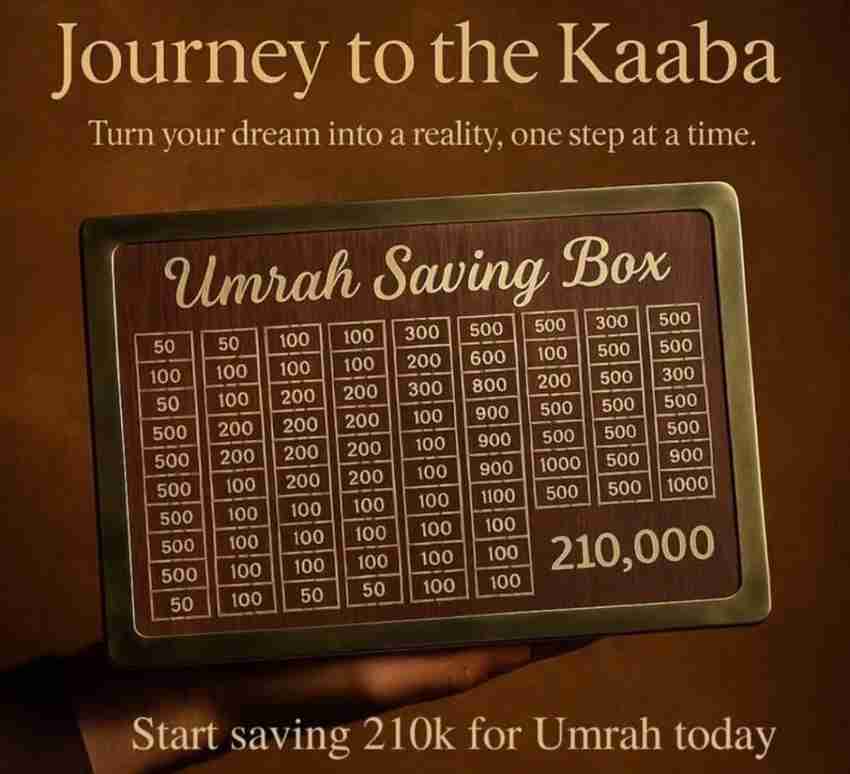 Journey to the Kaaba
Turn your dream into a reality, one step at a time.
Umrah Saving Box
50 50 100 100 300 500 500 300 500
100 100 100 100 200 600 100 500 500
50 100 200 200 300 800 200 500 300
500 200 200 200 100 900 500 500 500
500 200 200 200 100 900 500 500 500
500 100 200 200 100 900 1000 500 900
500 100 100 100 100 1100 500 500 1000
500 100 100 100 100 100
500 100 100 100 100 100
50 100 50 50 100 100
210,000
Start saving 210k for Umrah today